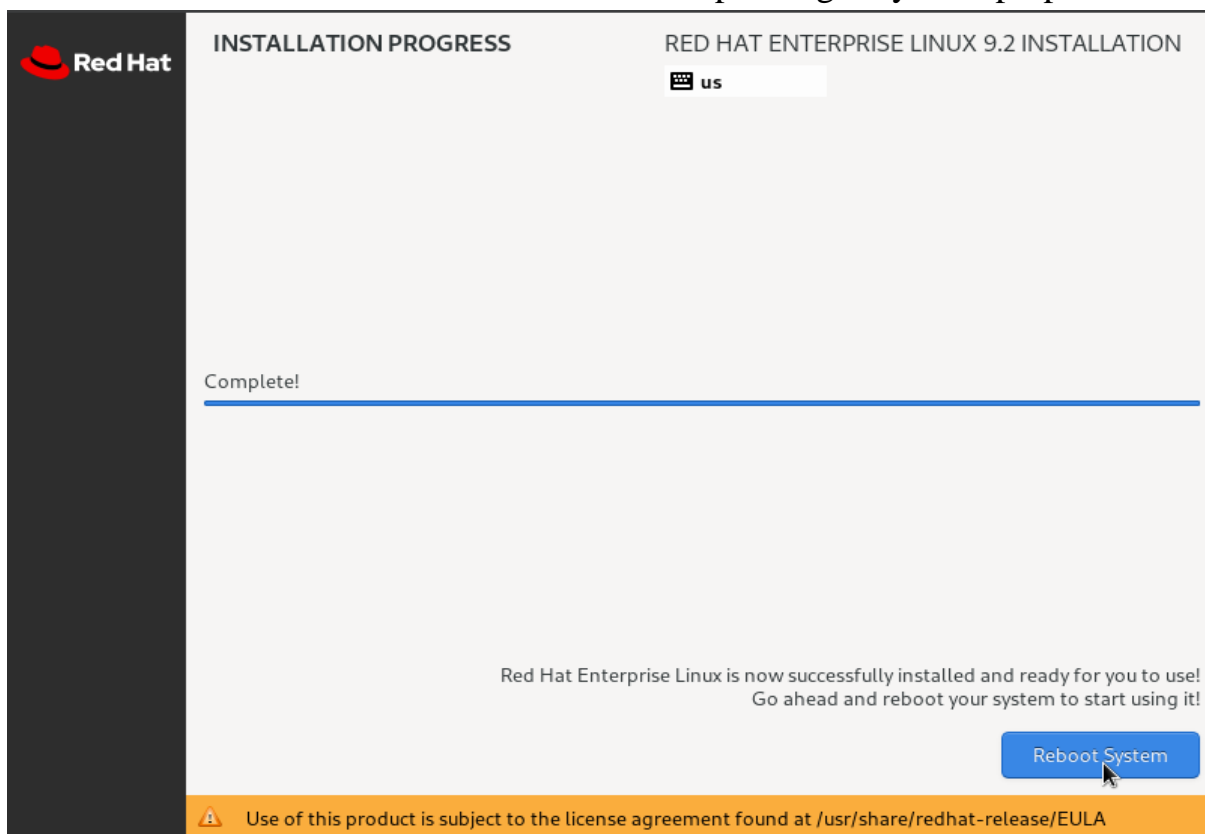 Red Hat
INSTALLATION PROGRESS
RED HAT ENTERPRISE LINUX 9.2 INSTALLATION
us
Complete!
Red Hat Enterprise Linux is now successfully installed and ready for you to use!
Go ahead and reboot your system to start using it!
Reboot System
Use of this product is subject to the license agreement found at /usr/share/redhat-release/EULA